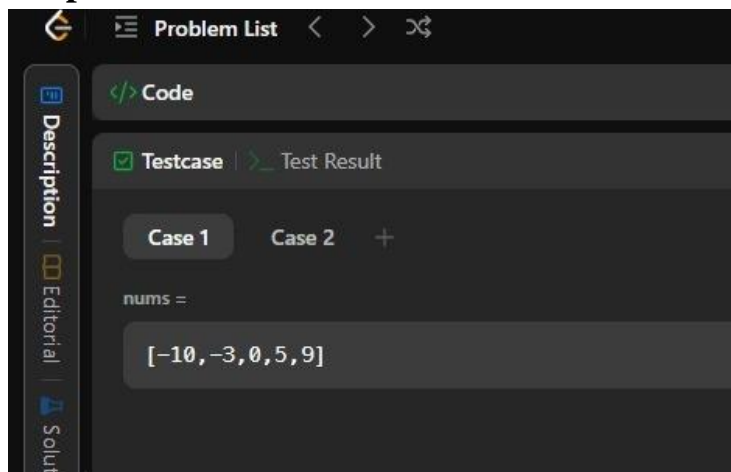 Problem List
</> Code
Testcase
>_ Test Result
Case 1
Case 2
+
nums =
[-10,-3,0,5,9]
Description
Editorial